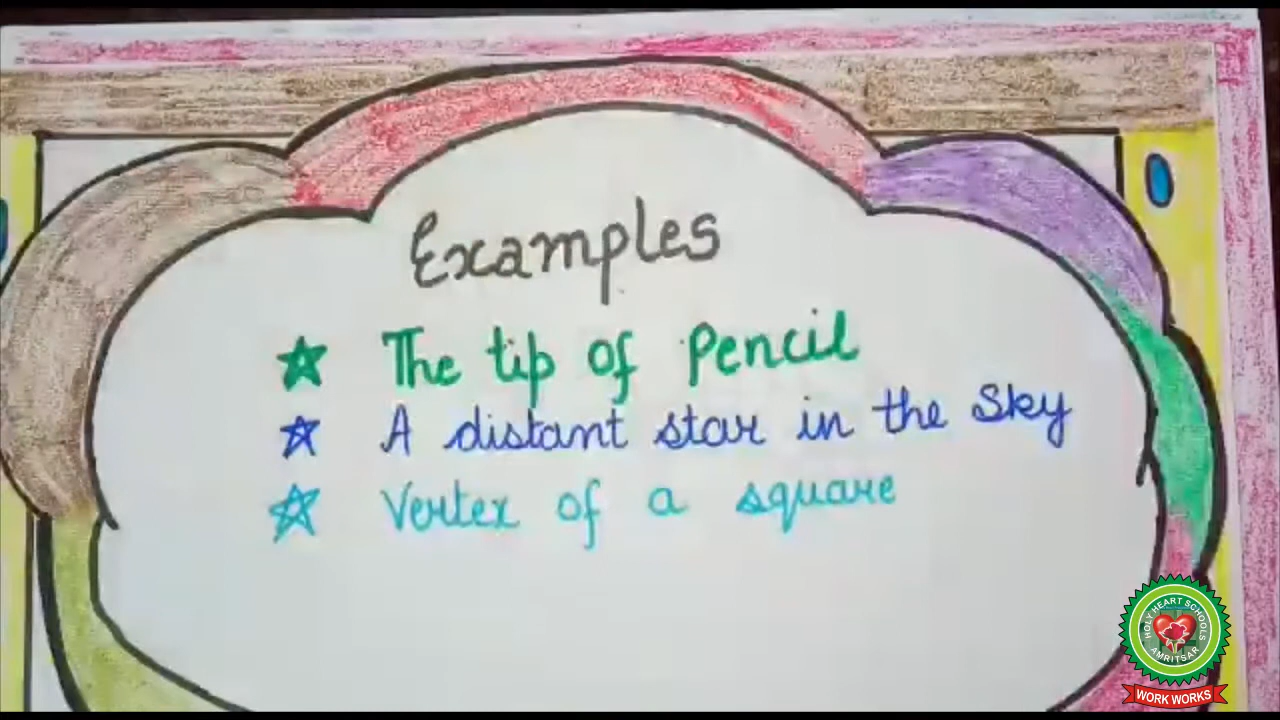 Examples
The tip of Pencil
A distant star in the Sky
Vertex of a square
HOLY HEART SCHOOLS
AMRITSAR
WORK WORKS